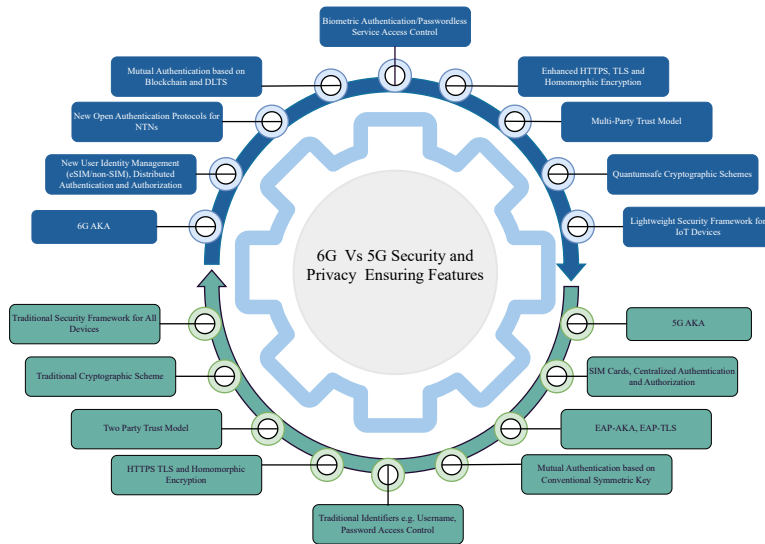 Biometric Authentication/Passwordless
Service Access Control
Mutual Authentication based on
Blockchain and DLTS
Enhanced HTTPS, TLS and
Homomorphic Encryption
New Open Authentication Protocols for
NTNs
Multi-Party Trust Model
New User Identity Management
(eSIM/non-SIM), Distributed
Authentication and Authorization
Quantumsafe Cryptographic Schemes
6G AKA
Lightweight Security Framework for
IoT Devices
6G Vs 5G Security and
Privacy Ensuring Features
Traditional Security Framework for All
Devices
5G AKA
Traditional Cryptographic Scheme
SIM Cards, Centralized Authentication
and Authorization
Two Party Trust Model
EAP-AKA, EAP-TLS
HTTPS TLS and Homomorphic
Encryption
Mutual Authentication based on
Conventional Symmetric Key
Traditional Identifiers e.g. Username,
Password Access Control